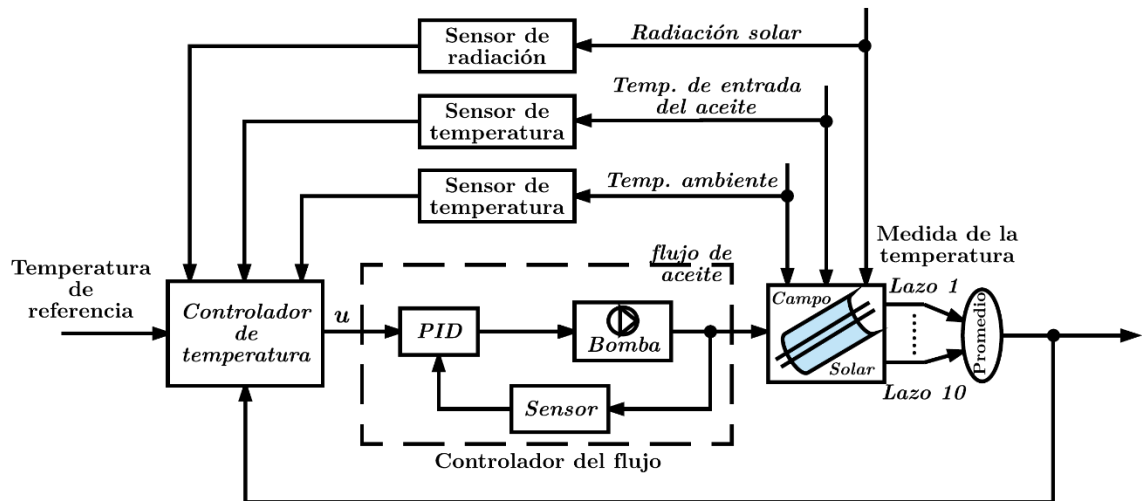 Sensor de
radiación
Radiación solar
Sensor de
temperatura
Temp. de entrada
del aceite
Sensor de
temperatura
Temp. ambiente
Temperatura
de
referencia
Controlador
de
temperatura
u
flujo de
aceite
PID
Bomba
Sensor
Controlador del flujo
Campo
Solar
Medida de la
temperatura
Lazo 1
Lazo 10
Promedio